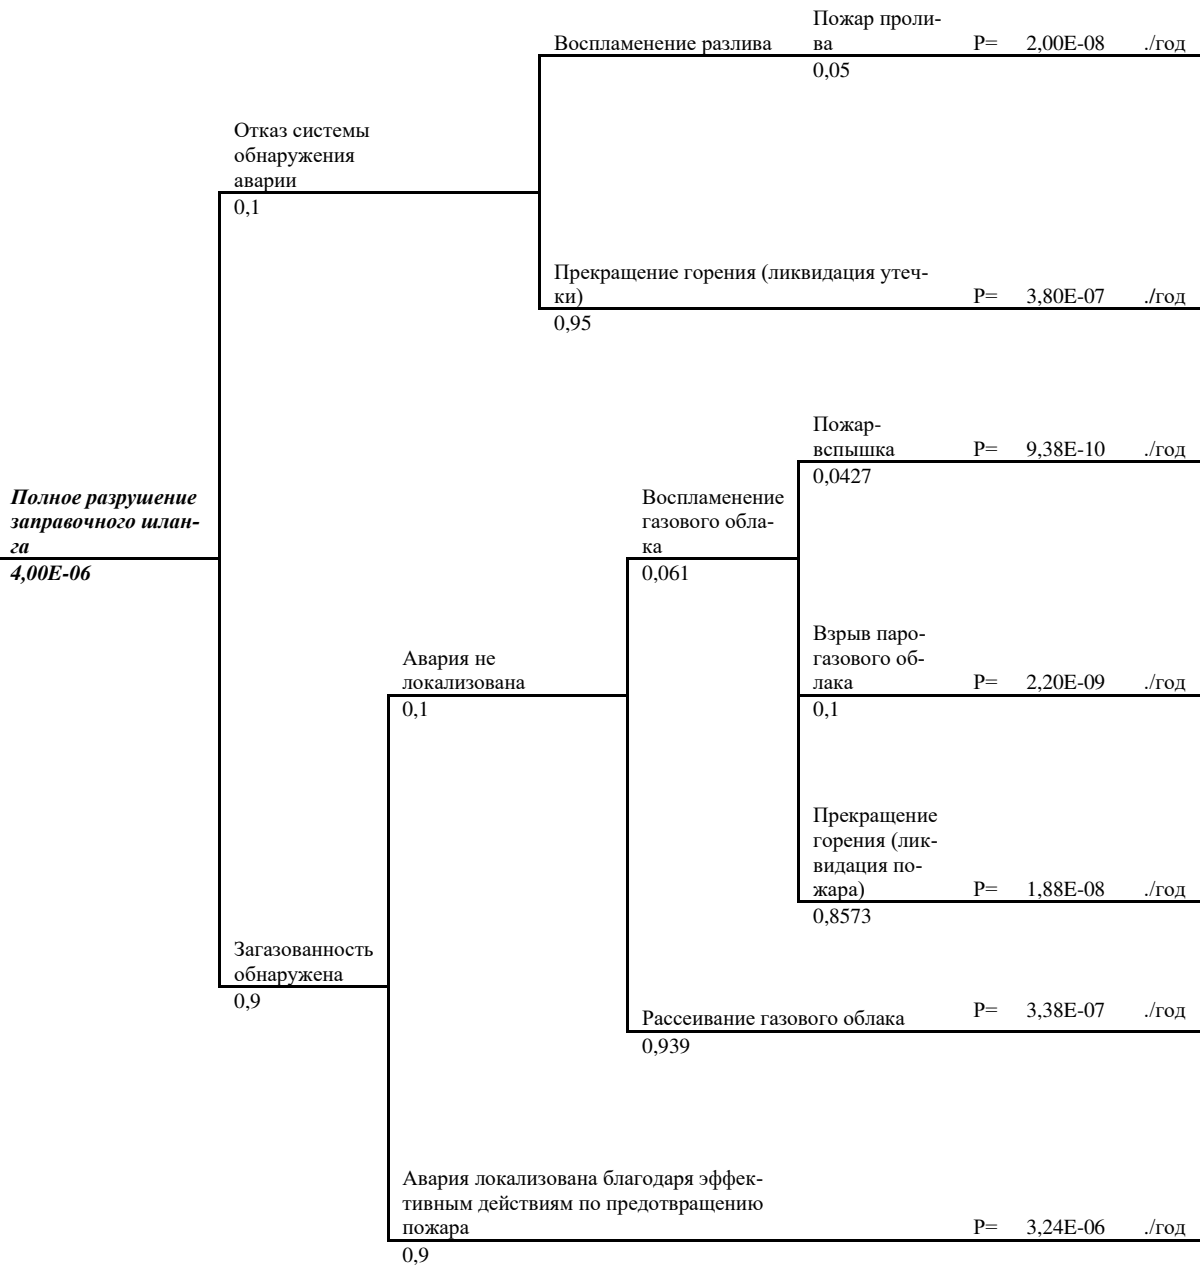 Пожар проли-
Воспламенение разлива ва P= 2,00E-08 ./год
0,05
Отказ системы
обнаружения
аварии
0,1
Прекращение горения (ликвидация утеч-
ки) P= 3,80E-07 ./год
0,95
Пожар-
вспышка P= 9,38E-10 ./год
0,0427
Полное разрушение
заправочного шлан-
га
4,00E-06
Воспламенение
газового обла-
ка
0,061
Взрыв паро-
газового об-
лака P= 2,20E-09 ./год
0,1
Авария не
локализована
0,1
Прекращение
горения (лик-
видация по-
жара) P= 1,88E-08 ./год
0,8573
Загазованность
обнаружена
0,9
Рассеивание газового облака P= 3,38E-07 ./год
0,939
Авария локализована благодаря эффек-
тивным действиям по предотвращению
пожара P= 3,24E-06 ./год
0,9